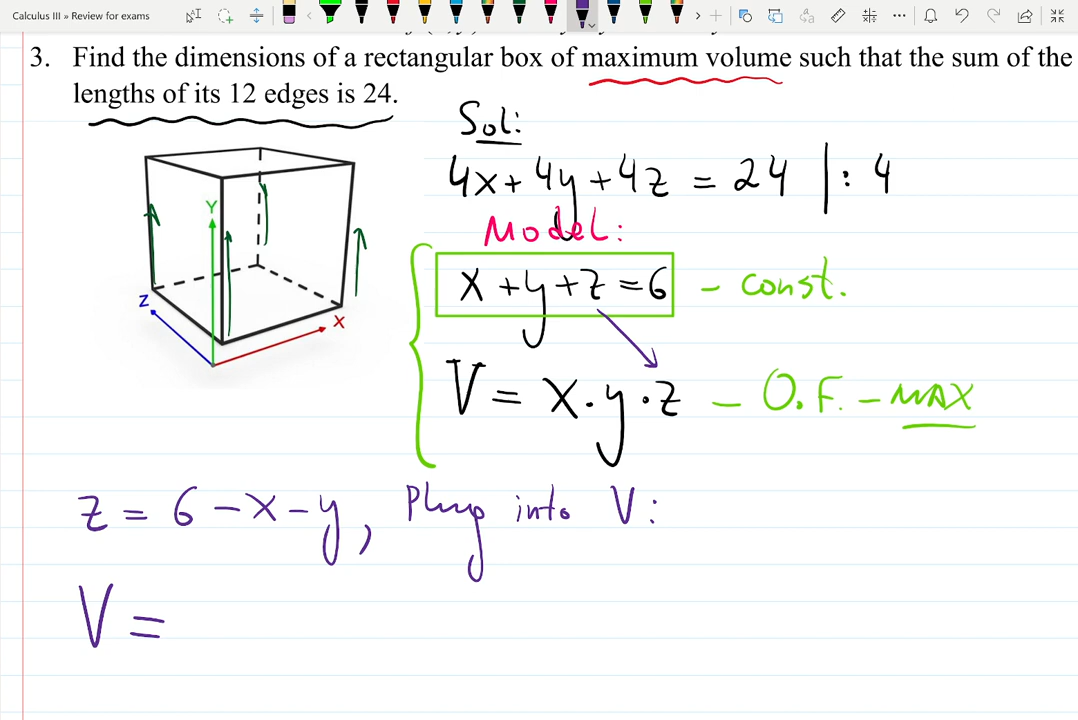 Calculus III » Review for exams
3. Find the dimensions of a rectangular box of maximum volume such that the sum of the
lengths of its 12 edges is 24.
Sol:
4x+4y+4z = 24 | : 4
Model:
x+y+z=6 - const.
V = x·y·z - O.F. - MAX
Y
Z
X
z = 6-x-y, Plug into V:
V =